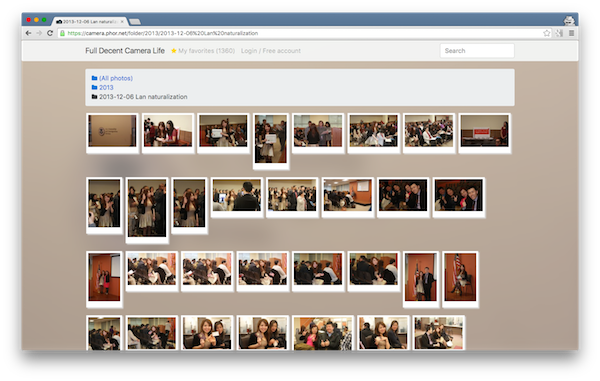 2013-12-06 Lan naturaliza
https://camera.phor.net/folder/2013/2013-12-06%20Lan%20naturalization
Full Decent Camera Life
My favorites (1360)
Login / Free account
Search
(All photos)
2013
2013-12-06 Lan naturalization